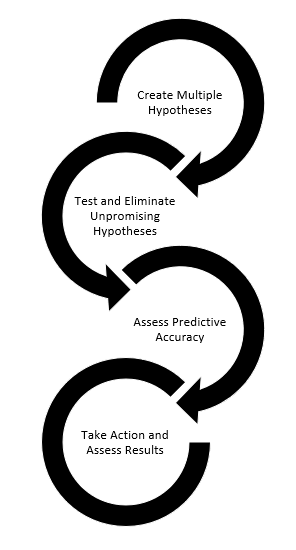 Create Multiple
Hypotheses
Test and Eliminate
Unpromising
Hypotheses
Assess Predictive
Accuracy
Take Action and
Assess Results